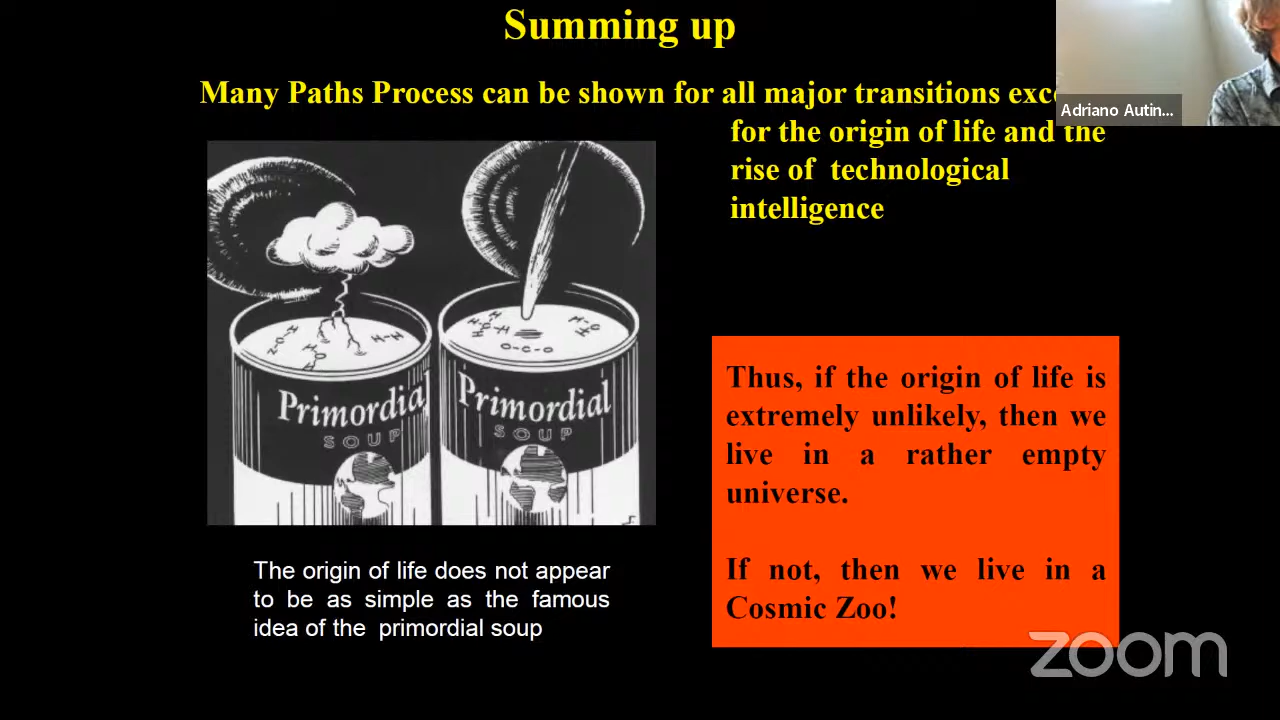 Summing up
Many Paths Process can be shown for all major transitions
for the origin of life and the
rise of technological
intelligence
Adriano Autin...
Primordial
SOUP
Primordial
SOUP
H-H
O-C-O
Thus, if the origin of life is
extremely unlikely, then we
live in a rather empty
universe.
If not, then we live in a
Cosmic Zoo!
The origin of life does not appear
to be as simple as the famous
idea of the primordial soup
zoom